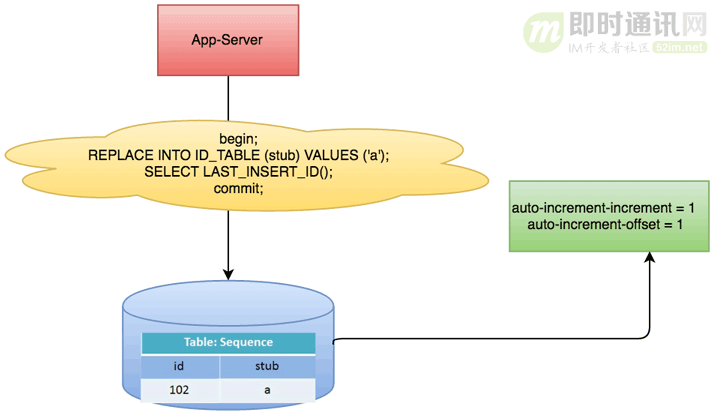 App-Server
即时通讯网
IM开发者社区 52im.net
begin;
REPLACE INTO ID_TABLE (stub) VALUES ('a');
SELECT LAST_INSERT_ID();
commit;
auto-increment-increment = 1
auto-increment-offset = 1
Table: Sequence
id stub
102 a